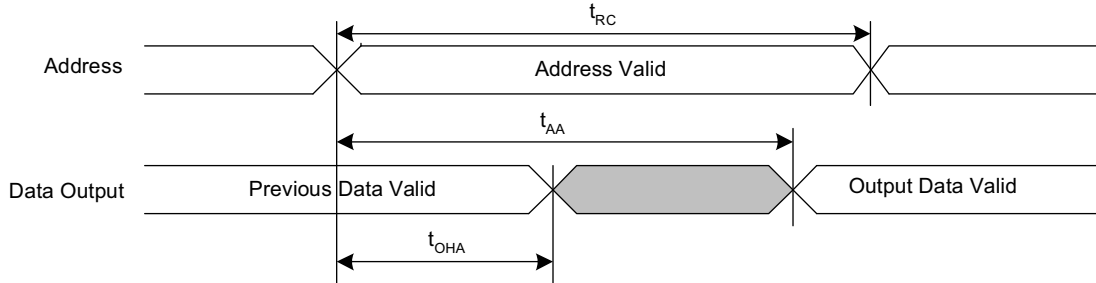 t_RC
Address
Address Valid
t_AA
Data Output
Previous Data Valid
Output Data Valid
t_OHA